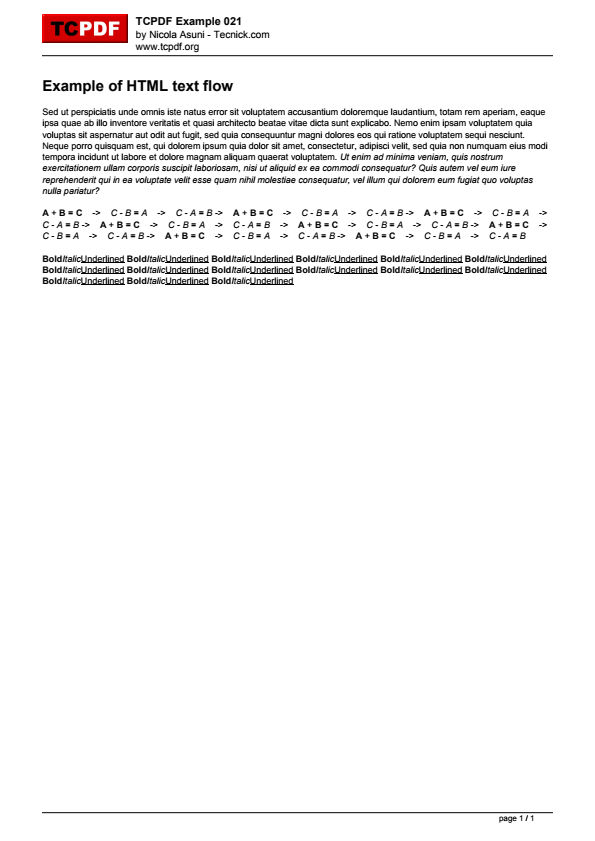 TCPDF
TCPDF Example 021
by Nicola Asuni - Tecnick.com
www.tcpdf.org
Example of HTML text flow
Sed ut perspiciatis unde omnis iste natus error sit voluptatem accusantium doloremque laudantium, totam rem aperiam, eaque
ipsa quae ab illo inventore veritatis et quasi architecto beatae vitae dicta sunt explicabo. Nemo enim ipsam voluptatem quia
voluptas sit aspernatur aut odit aut fugit, sed quia consequuntur magni dolores eos qui ratione voluptatem sequi nesciunt.
Neque porro quisquam est, qui dolorem ipsum quia dolor sit amet, consectetur, adipisci velit, sed quia non numquam eius modi
tempora incidunt ut labore et dolore magnam aliquam quaerat voluptatem. Ut enim ad minima veniam, quis nostrum
exercitationem ullam corporis suscipit laboriosam, nisi ut aliquid ex ea commodi consequatur? Quis autem vel eum iure
reprehenderit qui in ea voluptate velit esse quam nihil molestiae consequatur, vel illum qui dolorem eum fugiat quo voluptas
nulla pariatur?
A + B = C -> C - B = A -> C - A = B -> A + B = C -> C - B = A -> C - A = B -> A + B = C -> C - B = A ->
C - A = B -> A + B = C -> C - B = A -> C - A = B -> A + B = C -> C - B = A -> C - A = B -> A + B = C ->
C - B = A -> C - A = B -> A + B = C -> C - B = A -> C - A = B -> A + B = C -> C - B = A -> C - A = B
BoldItalicUnderlined BoldItalicUnderlined BoldItalicUnderlined BoldItalicUnderlined BoldItalicUnderlined BoldItalicUnderlined
BoldItalicUnderlined BoldItalicUnderlined BoldItalicUnderlined BoldItalicUnderlined BoldItalicUnderlined BoldItalicUnderlined
BoldItalicUnderlined BoldItalicUnderlined BoldItalicUnderlined
page 1 / 1